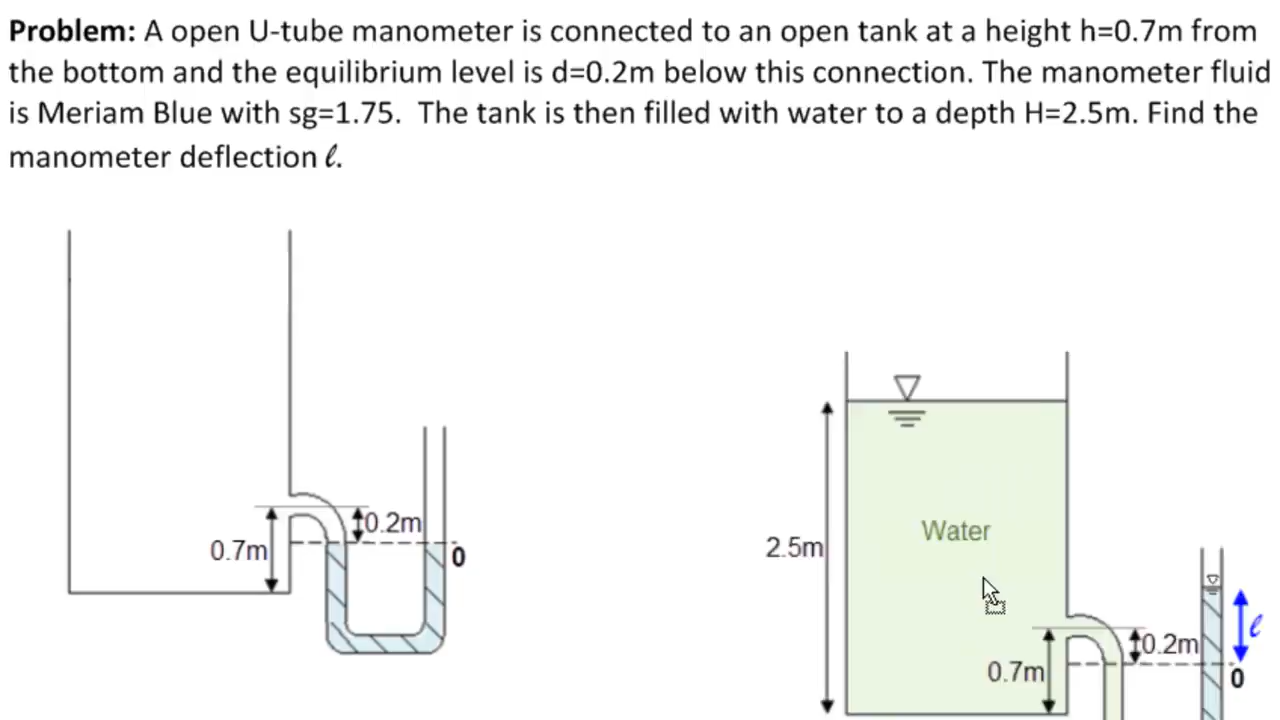 Problem: A open U-tube manometer is connected to an open tank at a height h=0.7m from
the bottom and the equilibrium level is d=0.2m below this connection. The manometer fluid
is Meriam Blue with sg=1.75. The tank is then filled with water to a depth H=2.5m. Find the
manometer deflection ℓ.
0.2m
0.7m
0
Water
2.5m
0.2m
ℓ
0.7m
0